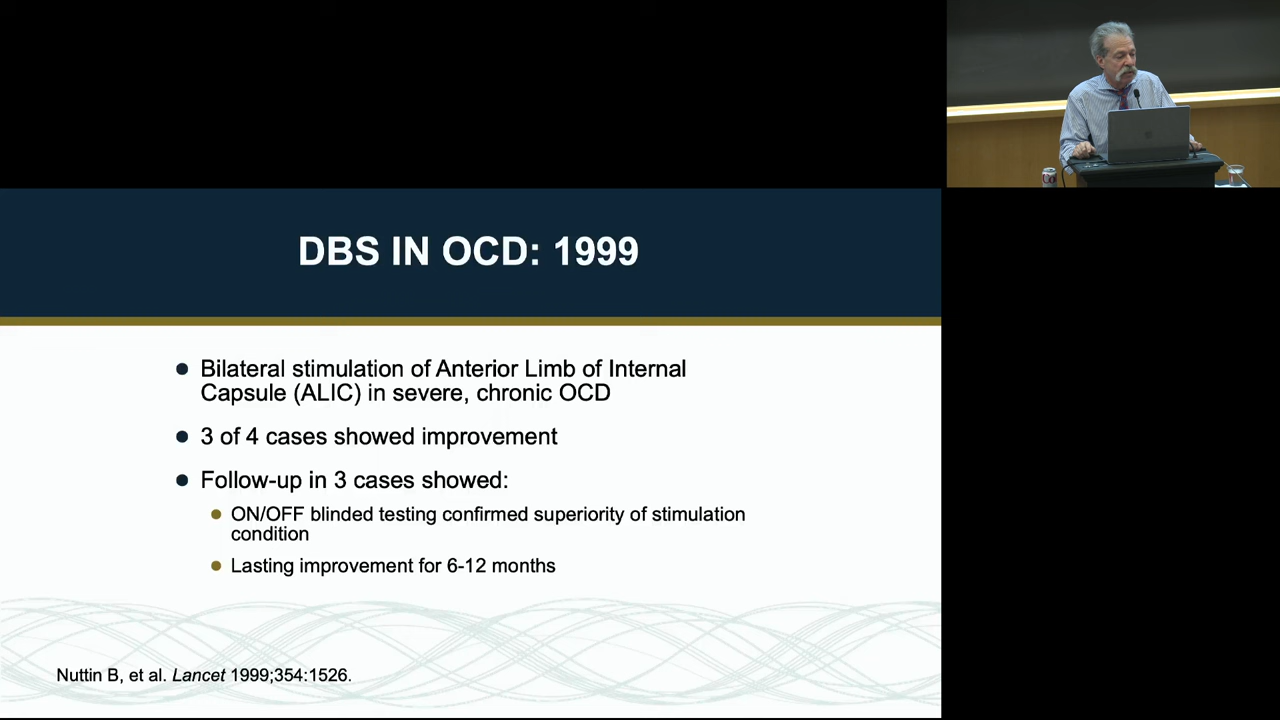 DBS IN OCD: 1999
● Bilateral stimulation of Anterior Limb of Internal
Capsule (ALIC) in severe, chronic OCD
● 3 of 4 cases showed improvement
● Follow-up in 3 cases showed:
● ON/OFF blinded testing confirmed superiority of stimulation
condition
● Lasting improvement for 6-12 months
Nuttin B, et al. Lancet 1999;354:1526.